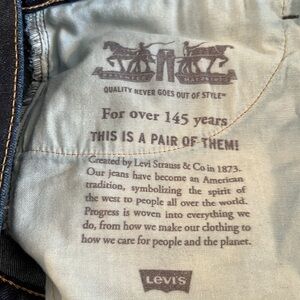 QUALITY NEVER GOES OUT OF STYLE™
For over 145 years
THIS IS A PAIR OF THEM!
Created by Levi Strauss & Co in 1873.
Our jeans have become an American
tradition, symbolizing the spirit of
the west to people all over the world.
Progress is woven into everything we
do, from how we make our clothing to
how we care for people and the planet.
LEVI'S